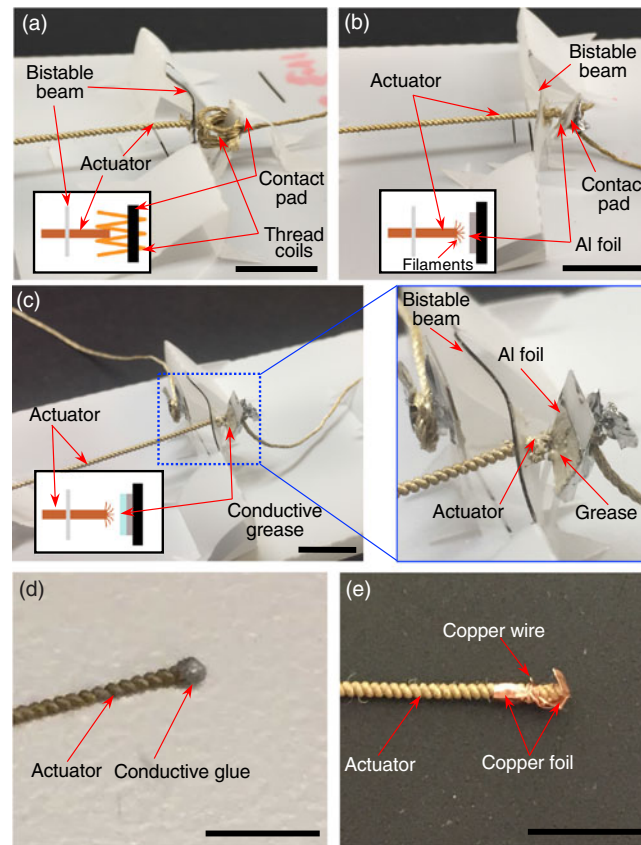 (a)
Bistable
beam
Actuator
Contact
pad
Thread
coils
(b)
Actuator
Bistable
beam
Contact
pad
Al foil
Filaments
(c)
Actuator
Conductive
grease
Bistable
beam
Al foil
Actuator
Grease
(d)
Actuator
Conductive glue
(e)
Copper wire
Actuator
Copper foil